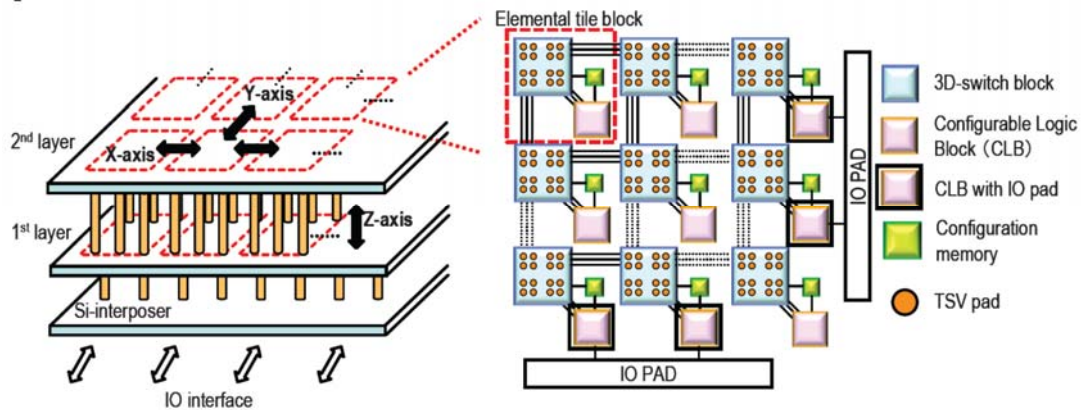 Elemental tile block
2nd layer
Y-axis
X-axis
1st layer
Z-axis
Si-interposer
IO interface
IO PAD
IO PAD
3D-switch block
Configurable Logic
Block (CLB)
CLB with IO pad
Configuration
memory
TSV pad